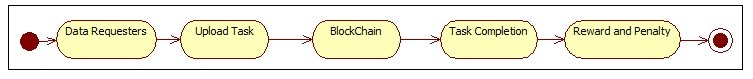 Data Requesters
Upload Task
BlockChain
Task Completion
Reward and Penalty